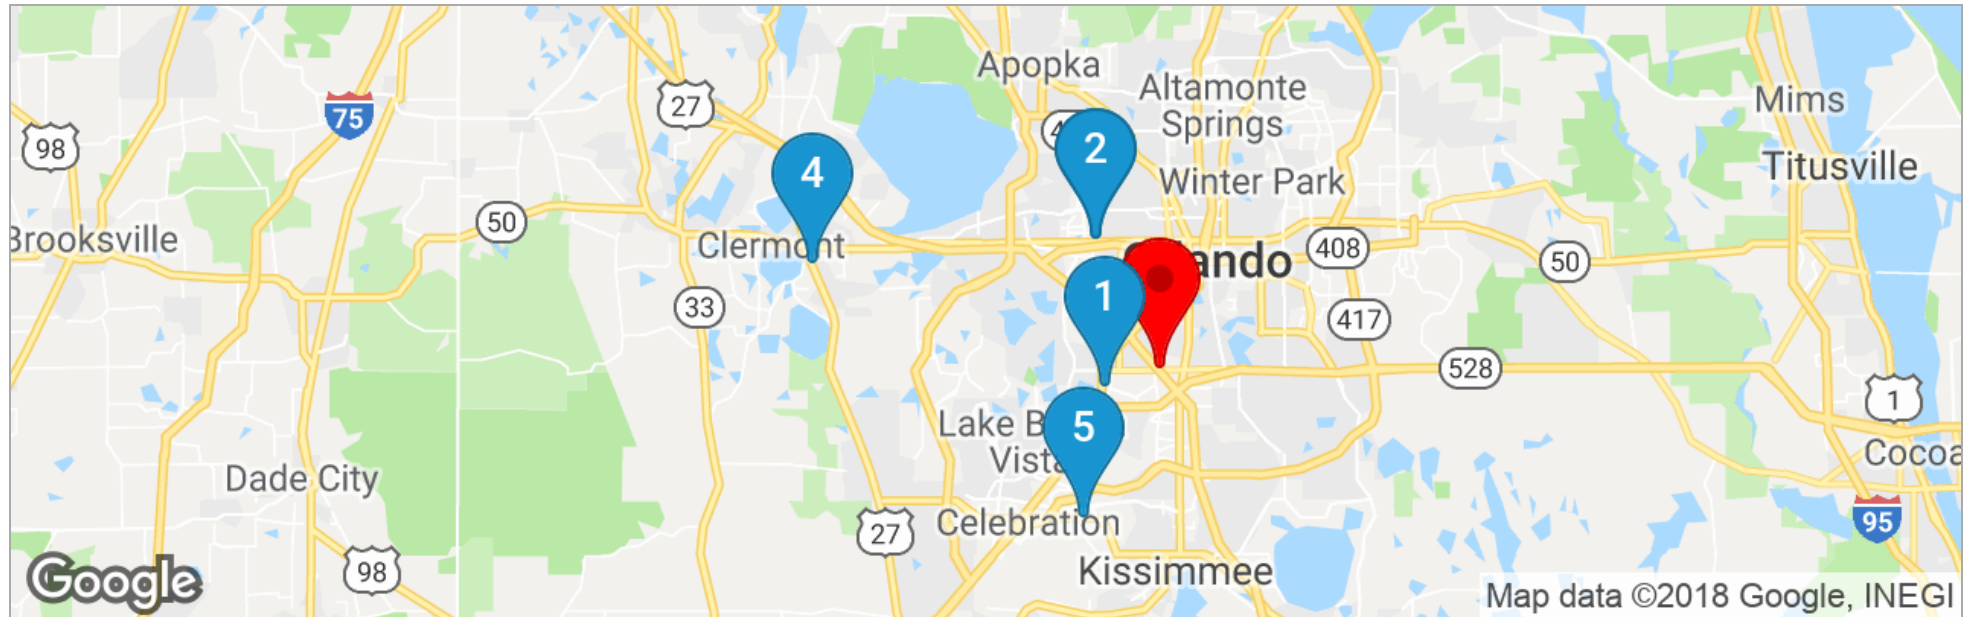 Apopka
Altamonte
Springs
Mims
27
75
98
4
2
Titusville
Winter Park
50
Brooksville
Clermont
408
50
ando
33
1
417
528
1
Lake B
Vista
5
Cocoa
Dade City
27
Celebration
95
98
Kissimmee
Google
Map data ©2018 Google, INEGI